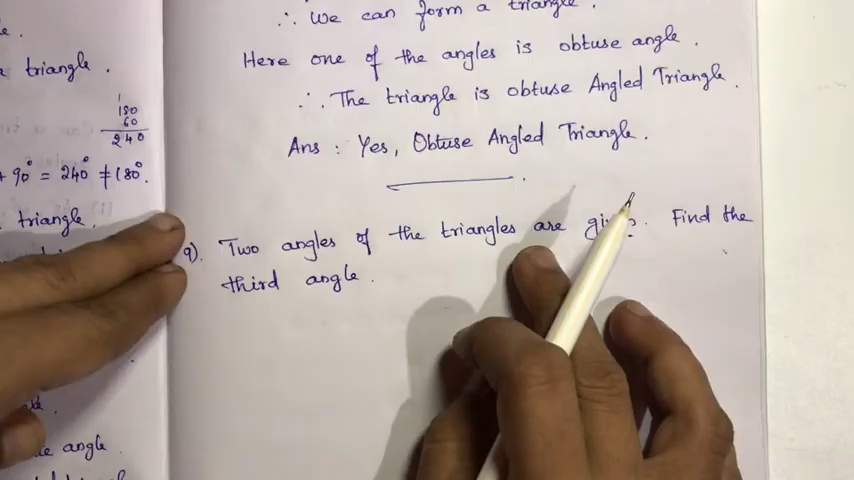 ∴ We can form a triangle.
Here one of the angles is obtuse angle.
∴ The triangle is obtuse Angled Triangle.
Ans : Yes, Obtuse Angled Triangle.
9). Two angles of the triangles are Find the
third angle.
a triangle.
180
60
240
+ 90° = 240° ≠ 180°.
triangle.
angle.